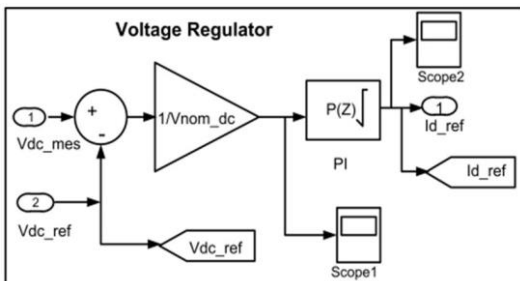 Voltage Regulator
Scope2
+
-
1
Vdc_mes
1/Vnom_dc
P(Z)
PI
1
Id_ref
Id_ref
2
Vdc_ref
Vdc_ref
Scope1